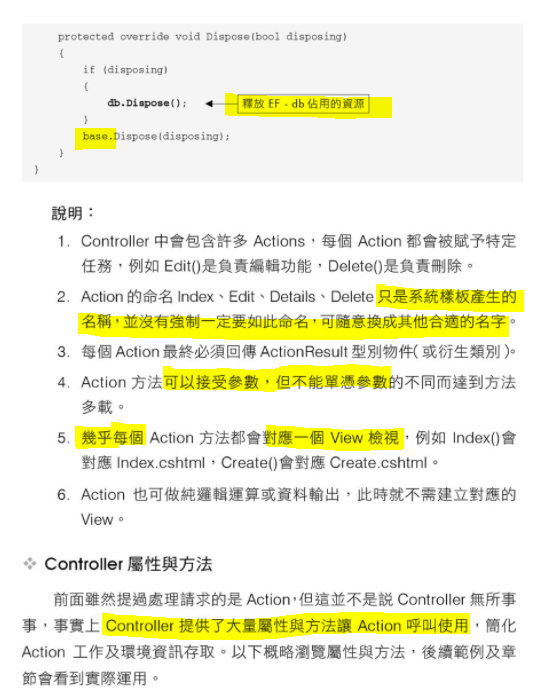 protected override void Dispose(bool disposing)
{
if (disposing)
{
db.Dispose(); 釋放 EF - db 佔用的資源
}
base.Dispose(disposing);
}
}
說明：
1. Controller 中會包含許多 Actions，每個 Action 都會被賦予特定
任務，例如 Edit()是負責編輯功能，Delete()是負責刪除。
2. Action 的命名 Index、Edit、Details、Delete 只是系統樣板產生的
名稱，並沒有強制一定要如此命名，可隨意換成其他合適的名字。
3. 每個 Action 最終必須回傳 ActionResult 型別物件(或衍生類別)。
4. Action 方法可以接受參數，但不能單憑參數的不同而達到方法
多載。
5. 幾乎每個 Action 方法都會對應一個 View 檢視，例如 Index()會
對應 Index.cshtml，Create()會對應 Create.cshtml。
6. Action 也可做純邏輯運算或資料輸出，此時就不需建立對應的
View。
❖ Controller 屬性與方法
前面雖然提過處理請求的是 Action，但這並不是説 Controller 無所事
事，事實上 Controller 提供了大量屬性與方法讓 Action 呼叫使用，簡化
Action 工作及環境資訊存取。以下概略瀏覽屬性與方法，後續範例及章
節會看到實際運用。